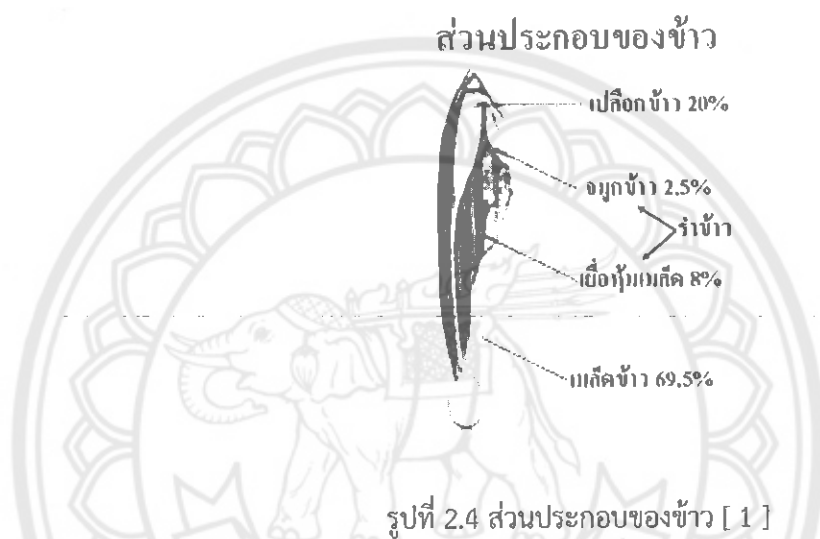 ส่วนประกอบของข้าว
เปลือกข้าว 20%
จมูกข้าว 2.5%
รำข้าว
เยื่อหุ้มเมล็ด 8%
เมล็ดข้าว 69.5%
รูปที่ 2.4 ส่วนประกอบของข้าว [ 1 ]